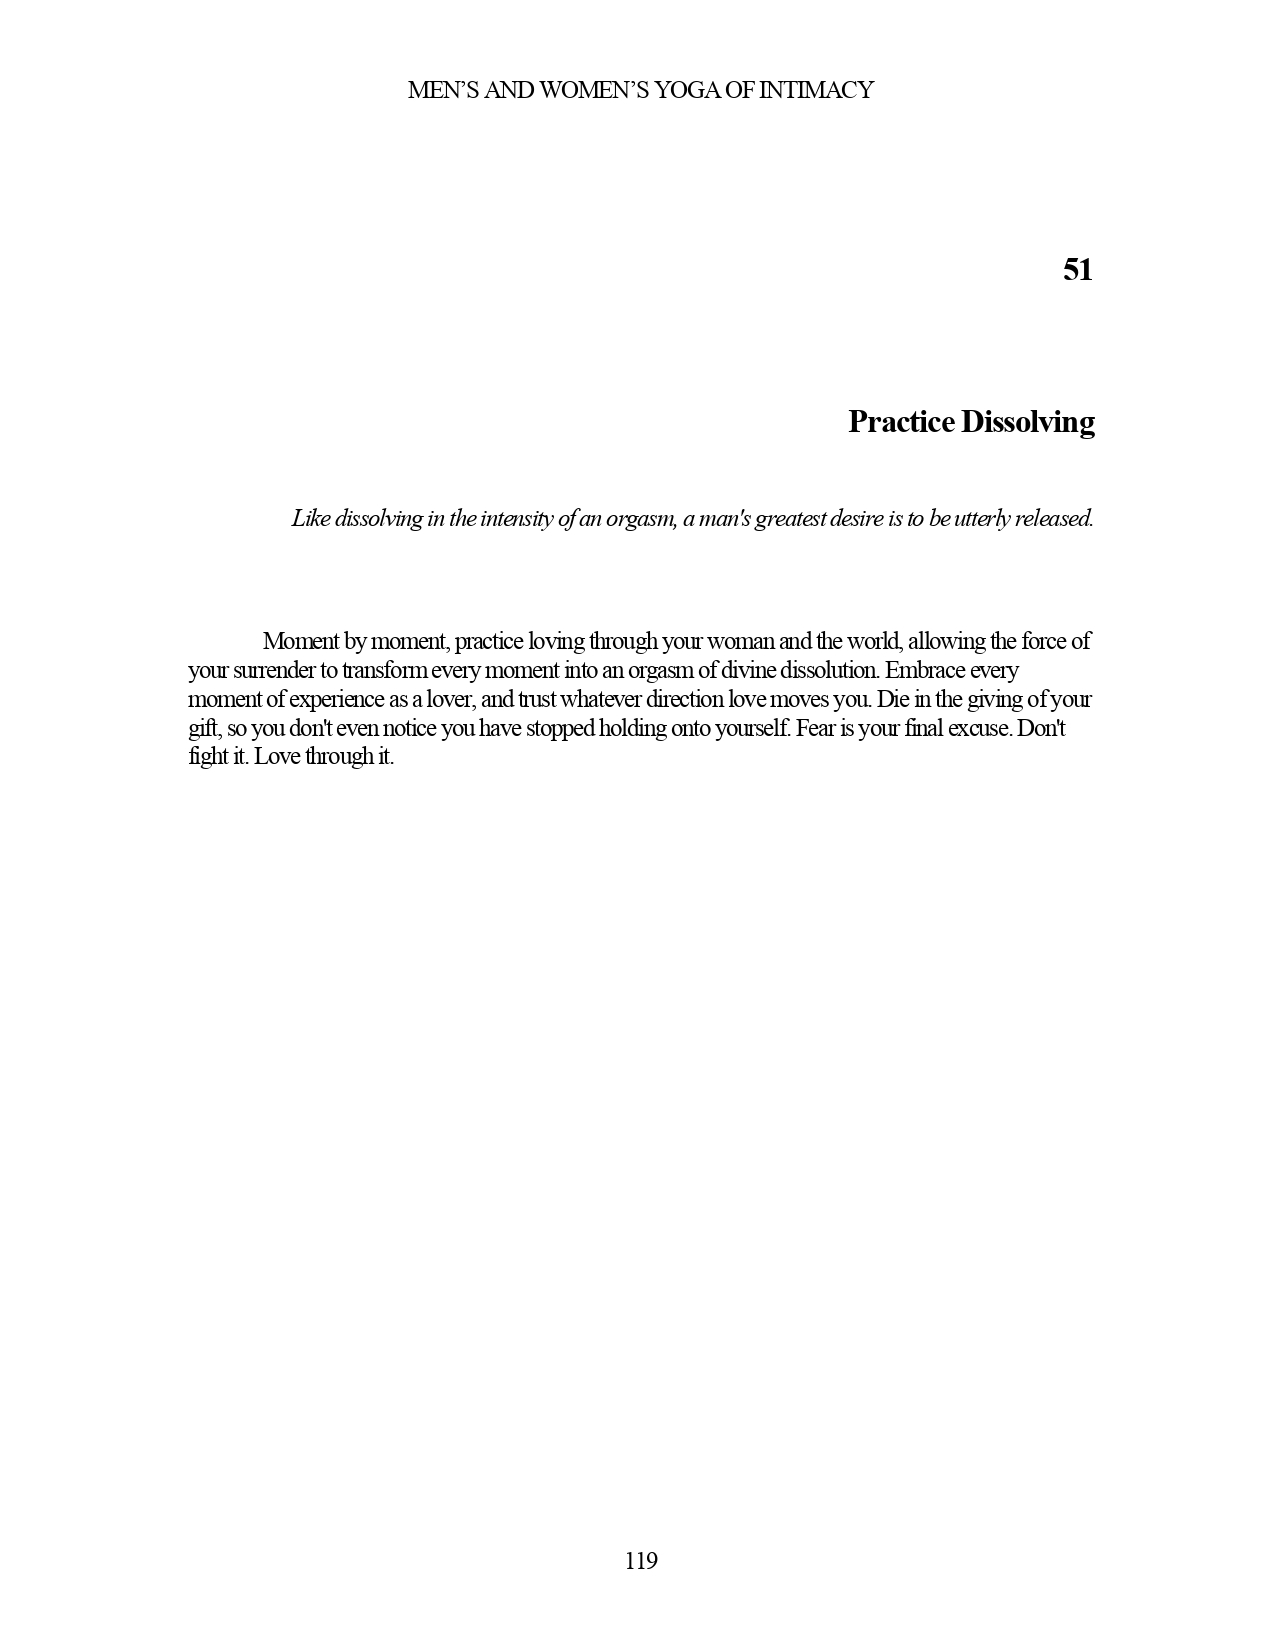 MEN’S AND WOMEN’S YOGA OF INTIMACY
51
Practice Dissolving
Like dissolving in the intensity of an orgasm, a man's greatest desire is to be utterly released.
Moment by moment, practice loving through your woman and the world, allowing the force of
your surrender to transform every moment into an orgasm of divine dissolution. Embrace every
moment of experience as a lover, and trust whatever direction love moves you. Die in the giving of your
gift, so you don't even notice you have stopped holding onto yourself. Fear is your final excuse. Don't
fight it. Love through it.
119